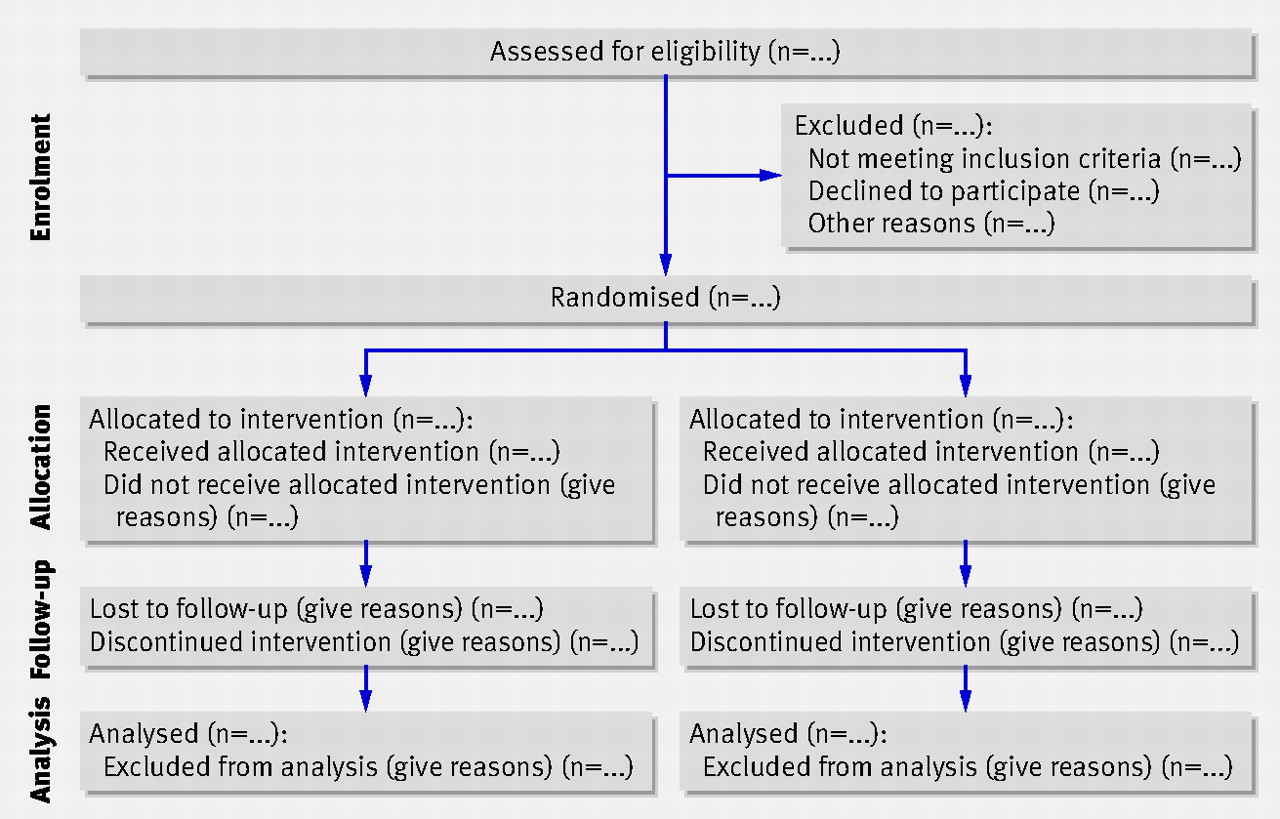 Assessed for eligibility (n=...)
Enrolment
Excluded (n=...):
Not meeting inclusion criteria (n=...)
Declined to participate (n=...)
Other reasons (n=...)
Randomised (n=...)
Allocation
Allocated to intervention (n=...):
Received allocated intervention (n=...)
Did not receive allocated intervention (give
reasons) (n=...)
Allocated to intervention (n=...):
Received allocated intervention (n=...)
Did not receive allocated intervention (give
reasons) (n=...)
Follow-up
Lost to follow-up (give reasons) (n=...)
Discontinued intervention (give reasons) (n=...)
Lost to follow-up (give reasons) (n=...)
Discontinued intervention (give reasons) (n=...)
Analysis
Analysed (n=...):
Excluded from analysis (give reasons) (n=...)
Analysed (n=...):
Excluded from analysis (give reasons) (n=...)